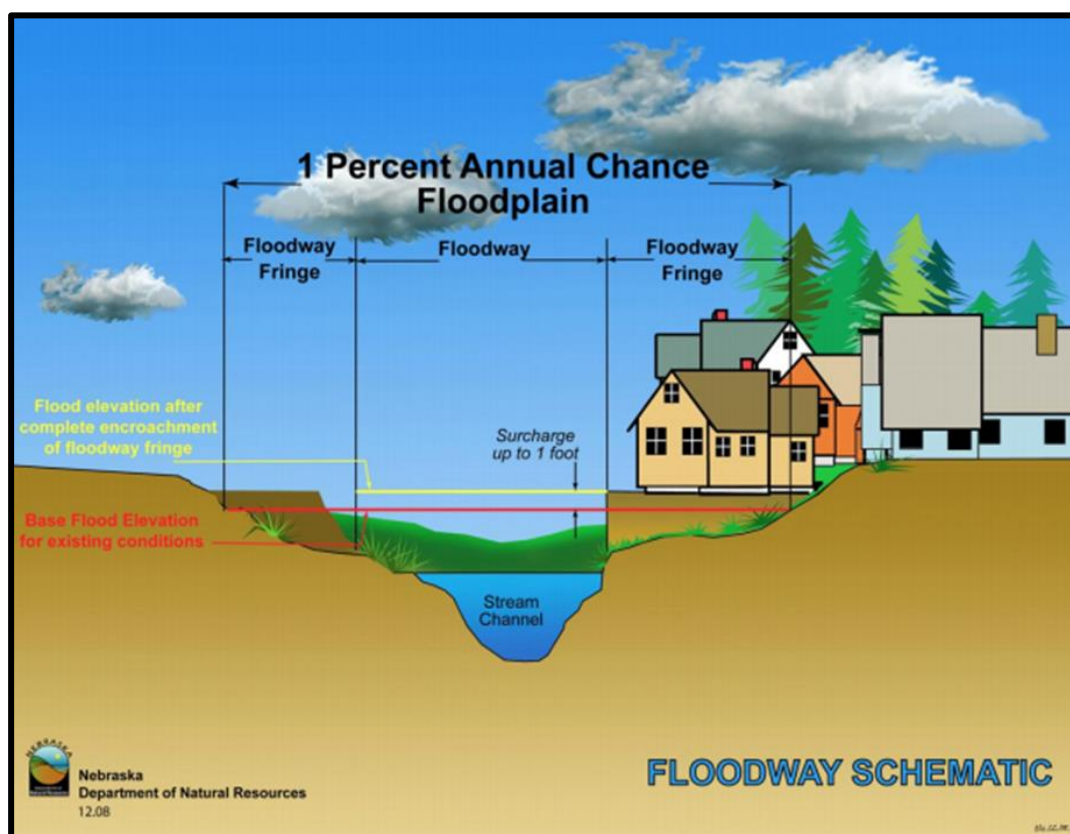 1 Percent Annual Chance
Floodplain
Floodway
Fringe
Floodway
Floodway
Fringe
Flood elevation after
complete encroachment
of floodway fringe
Surcharge
up to 1 foot
Base Flood Elevation
for existing conditions
Stream
Channel
NEBRASKA
Nebraska
Department of Natural Resources
12.08
FLOODWAY SCHEMATIC